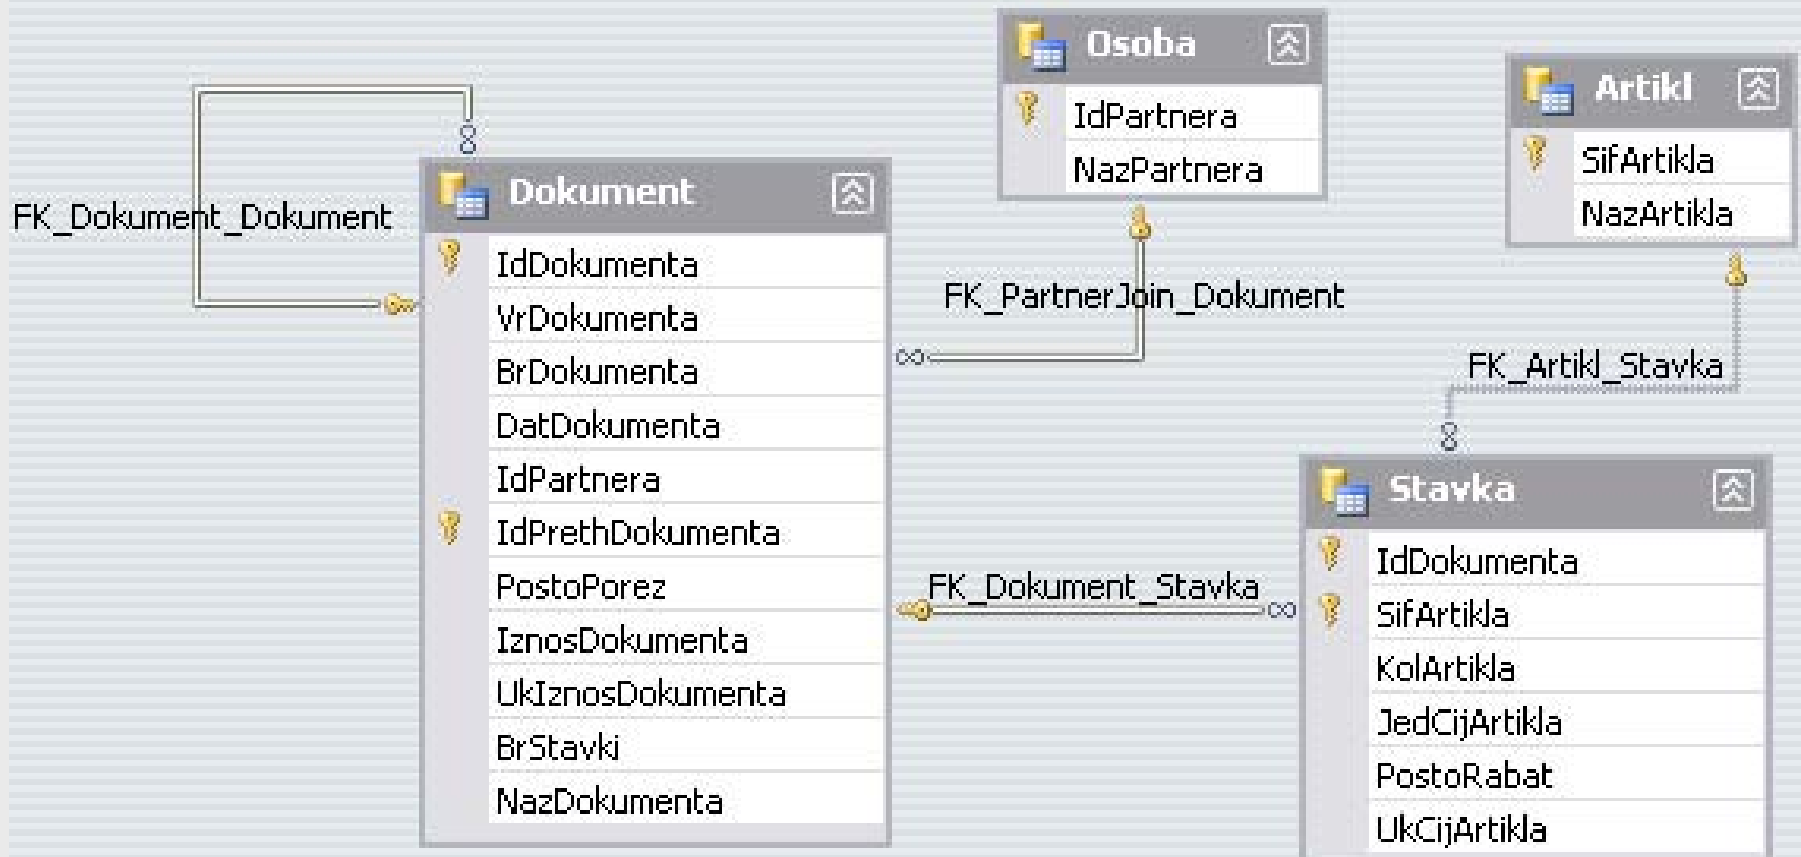 Osoba
IdPartnera
NazPartnera
Artikl
SifArtikla
NazArtikla
FK_Dokument_Dokument
Dokument
IdDokumenta
VrDokumenta
BrDokumenta
DatDokumenta
IdPartnera
IdPrethDokumenta
PostoPorez
IznosDokumenta
UkIznosDokumenta
BrStavki
NazDokumenta
FK_PartnerJoin_Dokument
FK_Artikl_Stavka
FK_Dokument_Stavka
Stavka
IdDokumenta
SifArtikla
KolArtikla
JedCijArtikla
PostoRabat
UkCijArtikla